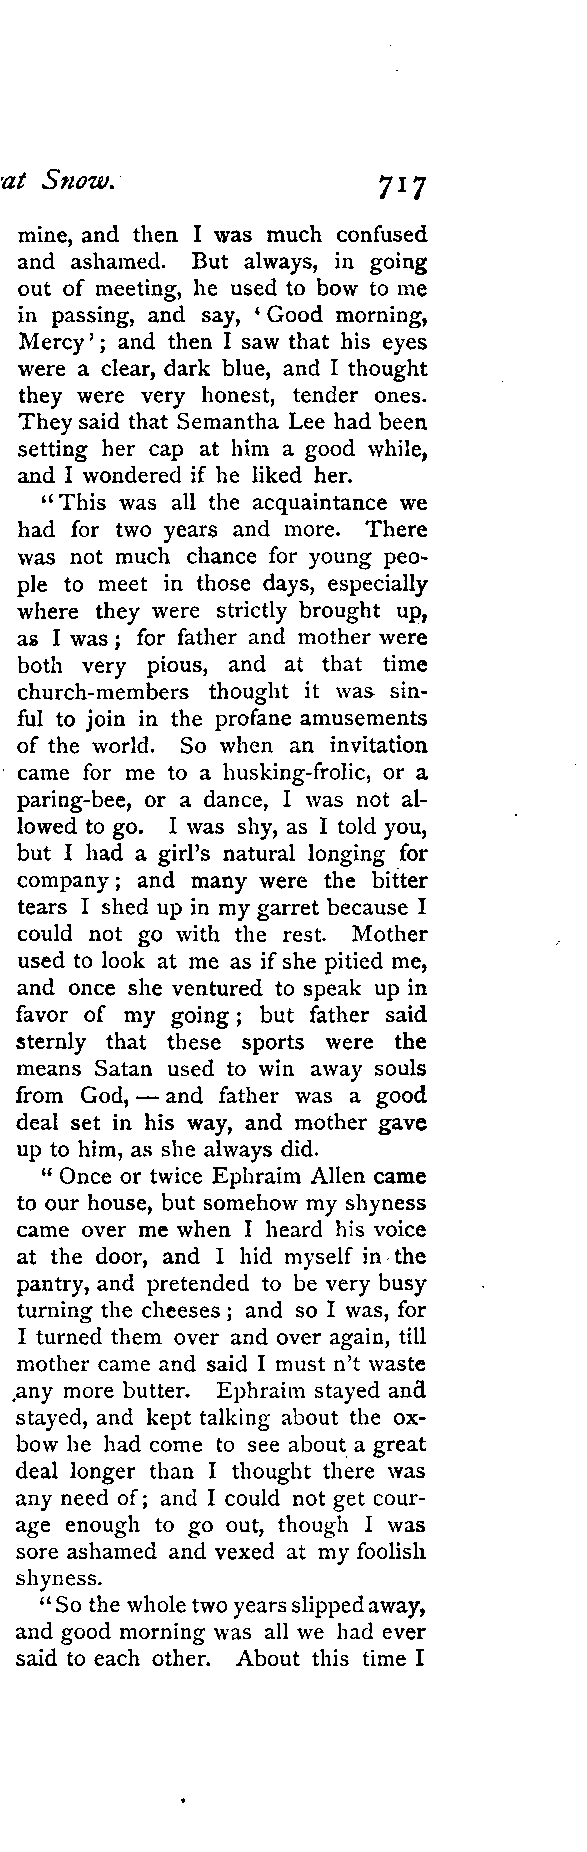 at Snow. 717
mine, and then I was much confused
and ashamed. But always, in going
out of meeting, he used to bow to me
in passing, and say, ‘Good morning,
Mercy’; and then I saw that his eyes
were a clear, dark blue, and I thought
they were very honest, tender ones.
They said that Semantha Lee had been
setting her cap at him a good while,
and I wondered if he liked her.
“This was all the acquaintance we
had for two years and more. There
was not much chance for young peo-
ple to meet in those days, especially
where they were strictly brought up,
as I was; for father and mother were
both very pious, and at that time
church-members thought it was sin-
ful to join in the profane amusements
of the world. So when an invitation
came for me to a husking-frolic, or a
paring-bee, or a dance, I was not al-
lowed to go. I was shy, as I told you,
but I had a girl’s natural longing for
company; and many were the bitter
tears I shed up in my garret because I
could not go with the rest. Mother
used to look at me as if she pitied me,
and once she ventured to speak up in
favor of my going; but father said
sternly that these sports were the
means Satan used to win away souls
from God, — and father was a good
deal set in his way, and mother gave
up to him, as she always did.
“Once or twice Ephraim Allen came
to our house, but somehow my shyness
came over me when I heard his voice
at the door, and I hid myself in the
pantry, and pretended to be very busy
turning the cheeses; and so I was, for
I turned them over and over again, till
mother came and said I must n’t waste
any more butter. Ephraim stayed and
stayed, and kept talking about the ox-
bow he had come to see about a great
deal longer than I thought there was
any need of; and I could not get cour-
age enough to go out, though I was
sore ashamed and vexed at my foolish
shyness.
“So the whole two years slipped away,
and good morning was all we had ever
said to each other. About this time I